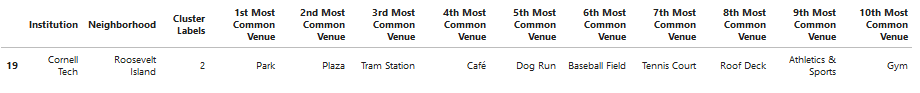 Institution Neighborhood Cluster Labels 1st Most Common Venue 2nd Most Common Venue 3rd Most Common Venue 4th Most Common Venue 5th Most Common Venue 6th Most Common Venue 7th Most Common Venue 8th Most Common Venue 9th Most Common Venue 10th Most Common Venue
19 Cornell Tech Roosevelt Island 2 Park Plaza Tram Station Café Dog Run Baseball Field Tennis Court Roof Deck Athletics & Sports Gym